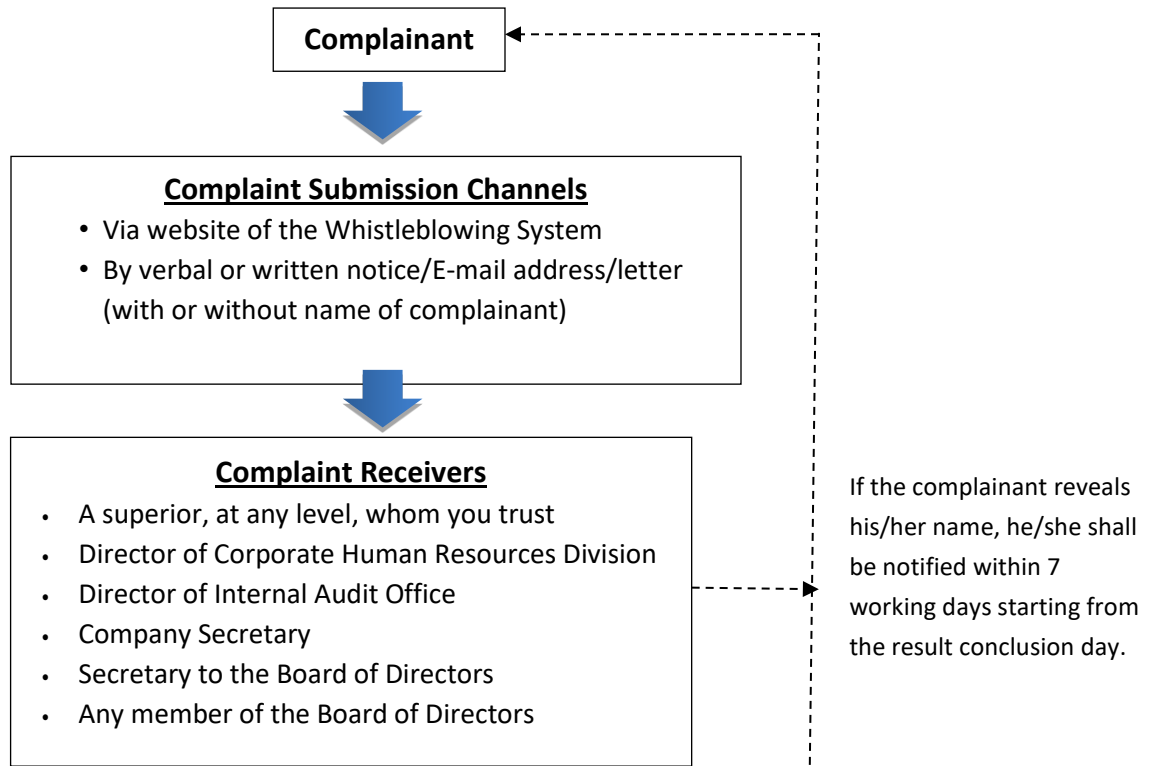 Complainant
Complaint Submission Channels
• Via website of the Whistleblowing System
• By verbal or written notice/E-mail address/letter
(with or without name of complainant)
Complaint Receivers
• A superior, at any level, whom you trust
• Director of Corporate Human Resources Division
• Director of Internal Audit Office
• Company Secretary
• Secretary to the Board of Directors
• Any member of the Board of Directors
If the complainant reveals
his/her name, he/she shall
be notified within 7
working days starting from
the result conclusion day.